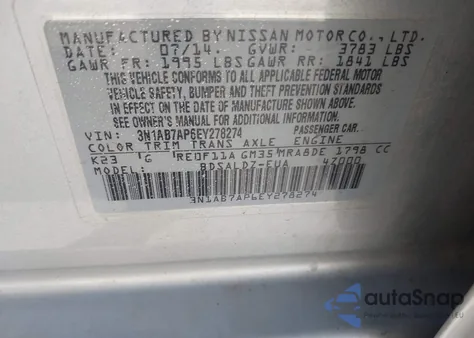 MANUFACTURED BY NISSAN MOTOR CO., LTD.
DATE: 07/14. GVWR: 3783 LBS
GAWR FR: 1995 LBS GAWR RR: 1841 LBS
THIS VEHICLE CONFORMS TO ALL APPLICABLE FEDERAL MOTOR
VEHICLE SAFETY, BUMPER, AND THEFT PREVENTION STANDARDS
IN EFFECT ON THE DATE OF MANUFACTURE SHOWN ABOVE. SEE
OWNER'S MANUAL FOR ADDITIONAL INFORMATION.
VIN: 3N1AB7AP6EY278274 PASSENGER CAR
COLOR TRIM TRANS AXLE ENGINE
K23 G RE0F11A GM35 MRA8DE 1798 CC
BDSALDZ-EUA 4Z000
3N1AB7AP6EY278274
autoSnap